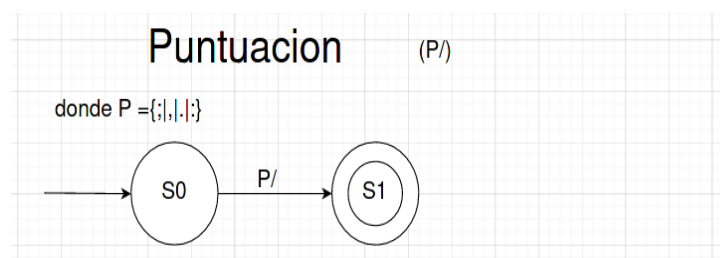 Puntuacion (P/)
donde P ={;|,|.|:}
P/
S0 S1